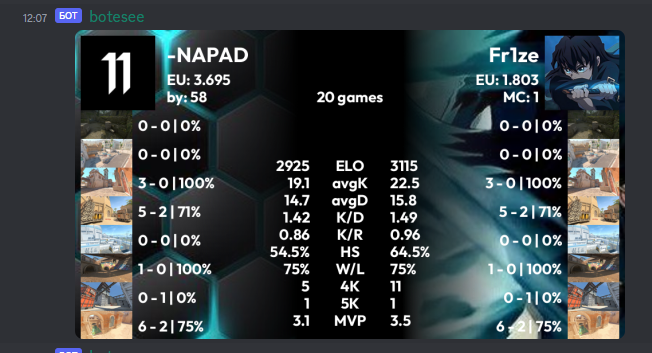 12:07 БОТ botesee
11 -NAPAD
EU: 3.695
by: 58
20 games
Fr1ze
EU: 1.803
MC: 1
0 - 0 | 0%
0 - 0 | 0%
3 - 0 | 100%
5 - 2 | 71%
0 - 0 | 0%
1 - 0 | 100%
0 - 1 | 0%
6 - 2 | 75%
2925 ELO 3115
19.1 avgK 22.5
14.7 avgD 15.8
1.42 K/D 1.49
0.86 K/R 0.96
54.5% HS 64.5%
75% W/L 75%
5 4K 11
1 5K 1
3.1 MVP 3.5
0 - 0 | 0%
0 - 0 | 0%
3 - 0 | 100%
5 - 2 | 71%
0 - 0 | 0%
1 - 0 | 100%
0 - 1 | 0%
6 - 2 | 75%